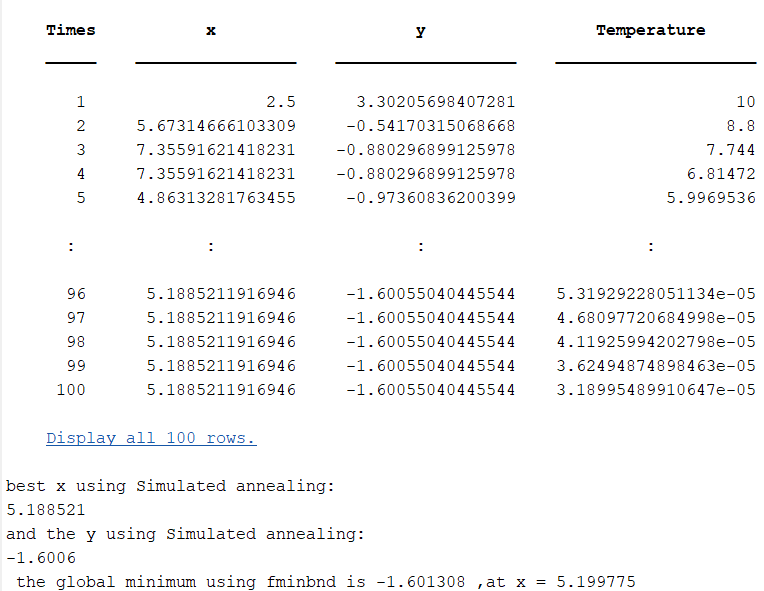 Times x y Temperature
1 2.5 3.30205698407281 10
2 5.67314666103309 -0.54170315068668 8.8
3 7.35591621418231 -0.880296899125978 7.744
4 7.35591621418231 -0.880296899125978 6.81472
5 4.86313281763455 -0.97360836200399 5.9969536
: : : :
96 5.1885211916946 -1.60055040445544 5.31929228051134e-05
97 5.1885211916946 -1.60055040445544 4.68097720684998e-05
98 5.1885211916946 -1.60055040445544 4.11925994202798e-05
99 5.1885211916946 -1.60055040445544 3.62494874898463e-05
100 5.1885211916946 -1.60055040445544 3.18995489910647e-05
Display all 100 rows.
best x using Simulated annealing:
5.188521
and the y using Simulated annealing:
-1.6006
the global minimum using fminbnd is -1.601308 ,at x = 5.199775